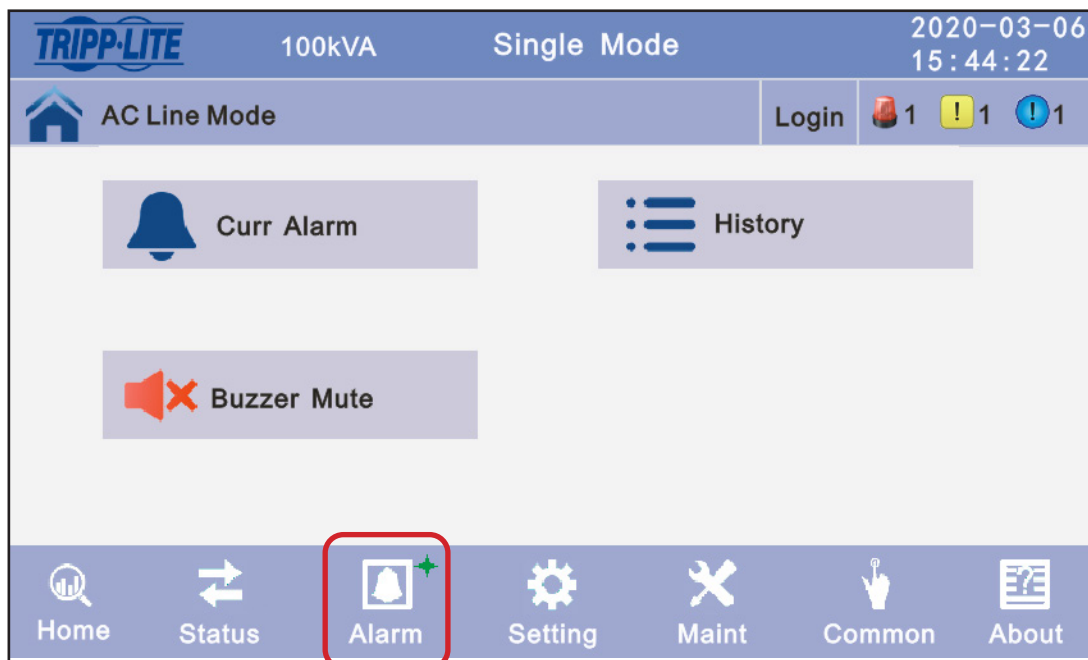 TRIPP·LITE 100kVA Single Mode 2020-03-06
15:44:22
AC Line Mode Login 1 ! 1 ! 1
Curr Alarm History
Buzzer Mute
Home Status Alarm Setting Maint Common About